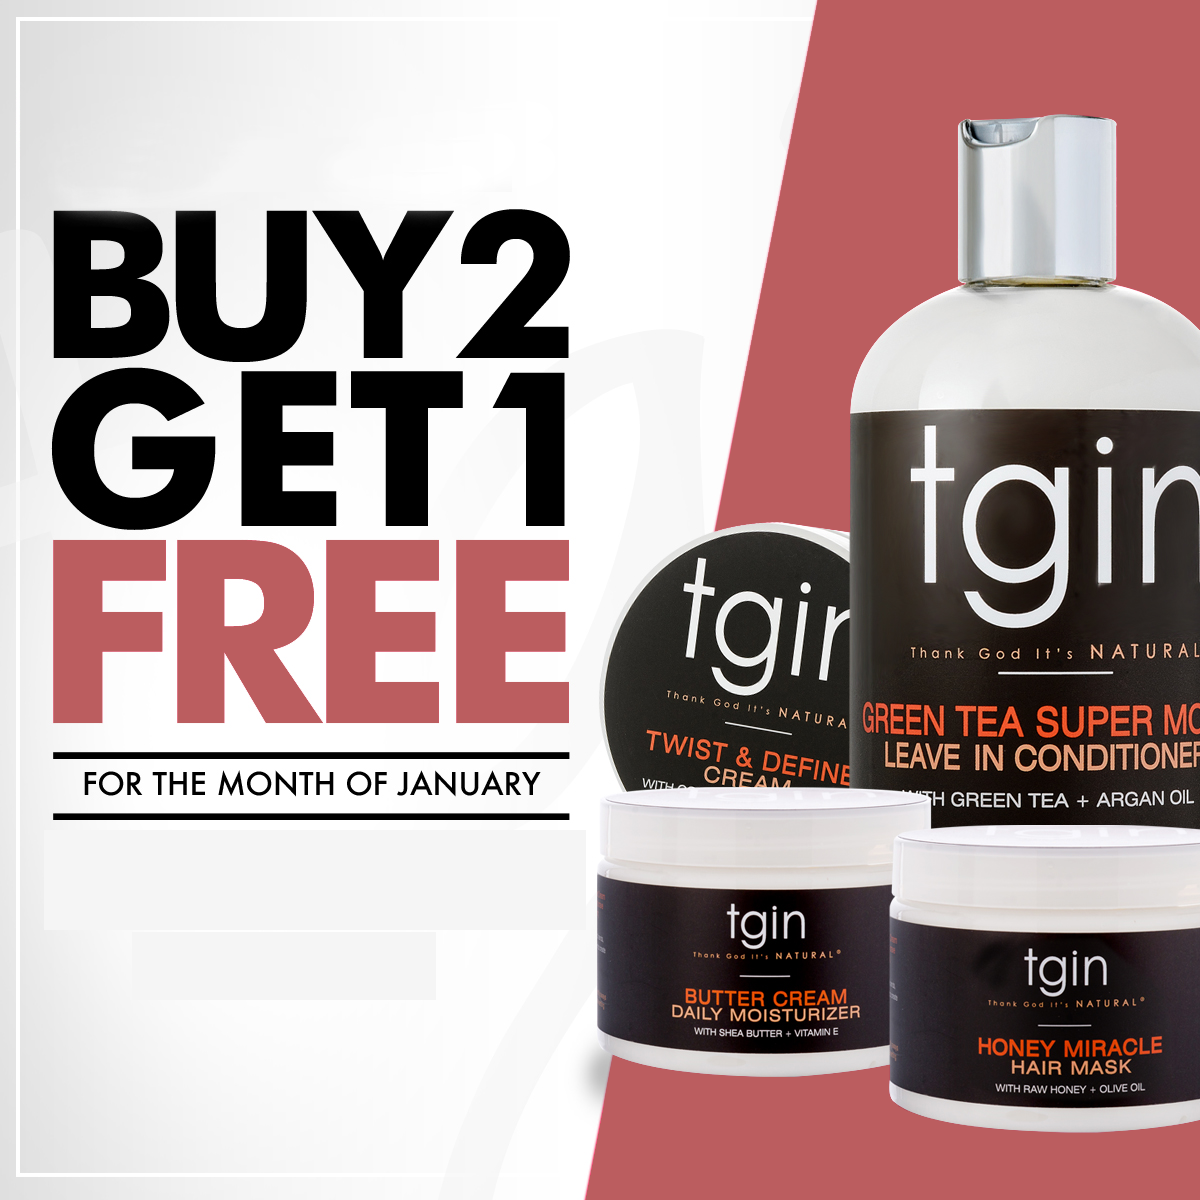 BUY 2
GET 1
FREE
FOR THE MONTH OF JANUARY
tgin
Thank God It's NATURAL
GREEN TEA SUPER
LEAVE IN CONDITIONER
WITH GREEN TEA + ARGAN OIL
tgin
Thank God It's
TWIST & DEFINE
CREAM
tgin
Thank God It's NATURAL®
BUTTER CREAM
DAILY MOISTURIZER
WITH SHEA BUTTER + VITAMIN E
tgin
Thank God It's NATURAL®
HONEY MIRACLE
HAIR MASK
WITH RAW HONEY + OLIVE OIL